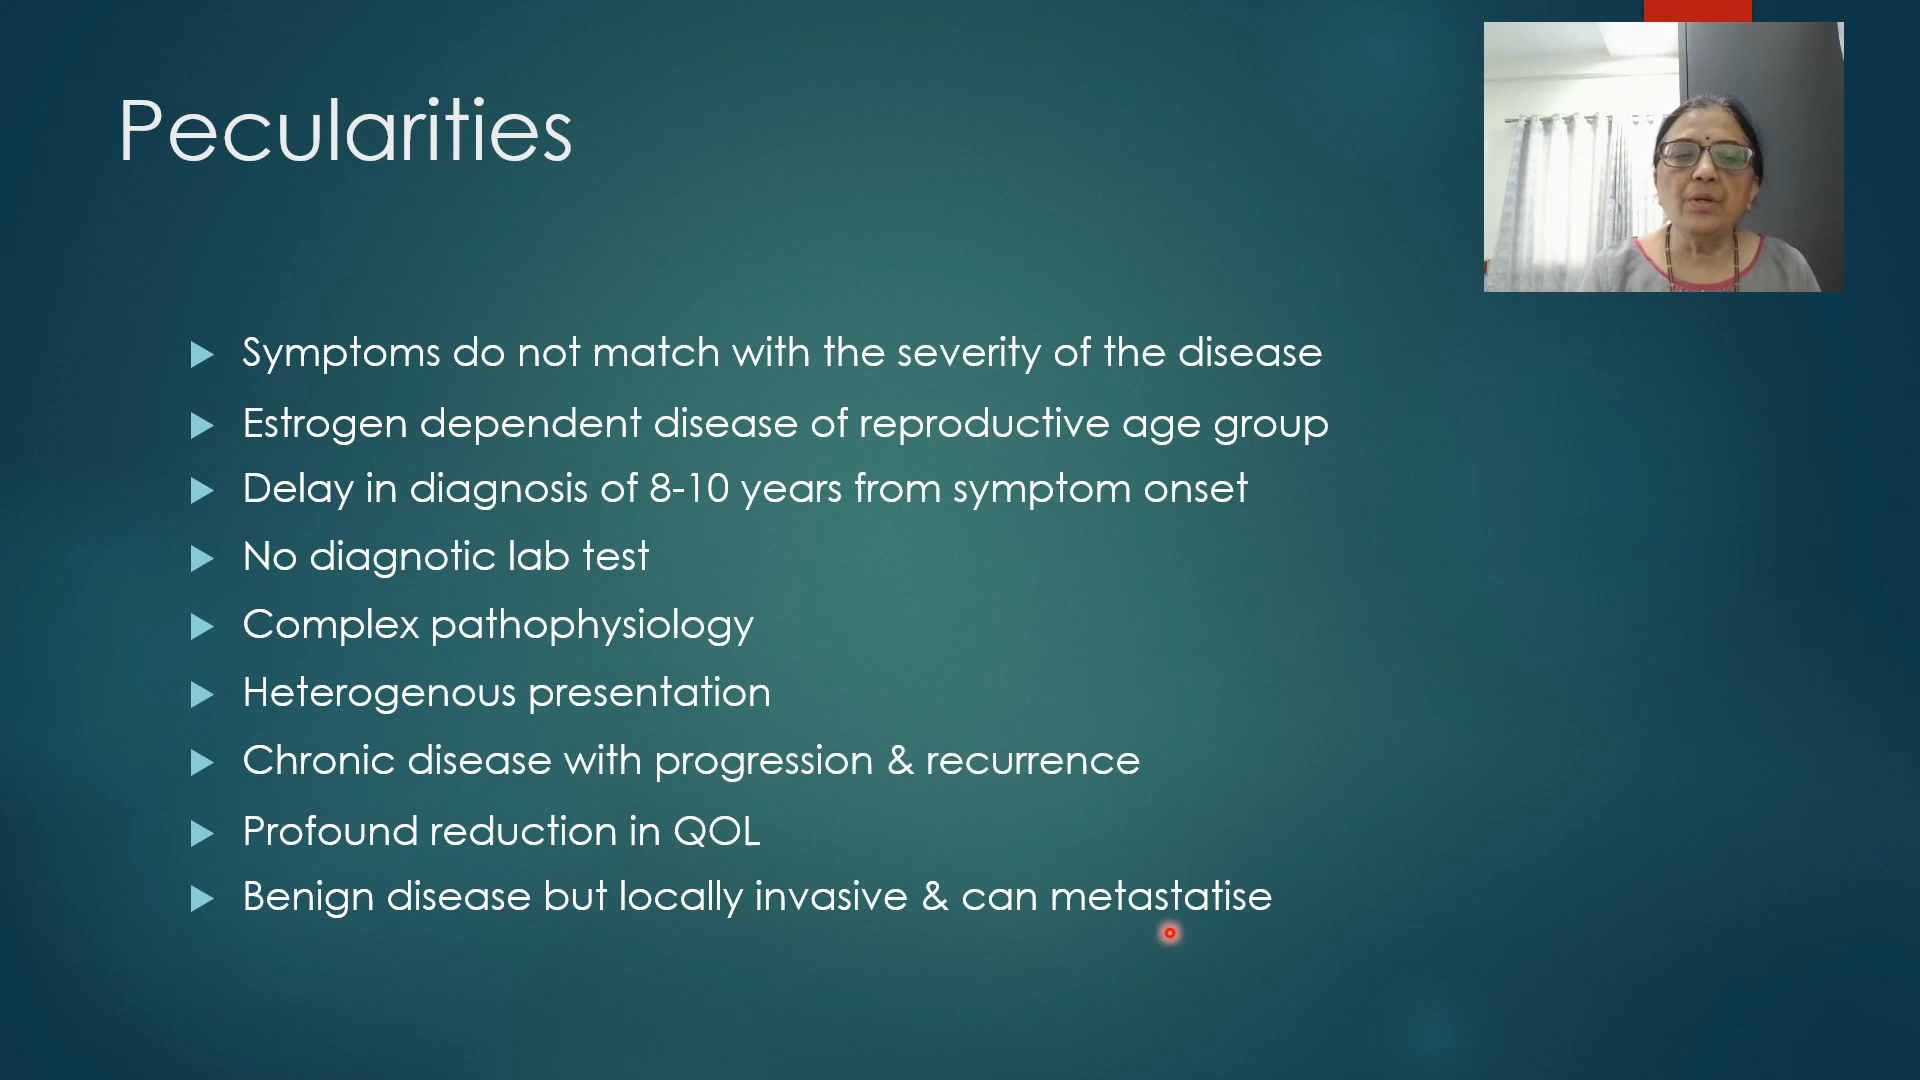 Pecularities
Symptoms do not match with the severity of the disease
Estrogen dependent disease of reproductive age group
Delay in diagnosis of 8-10 years from symptom onset
No diagnotic lab test
Complex pathophysiology
Heterogenous presentation
Chronic disease with progression & recurrence
Profound reduction in QOL
Benign disease but locally invasive & can metastatise